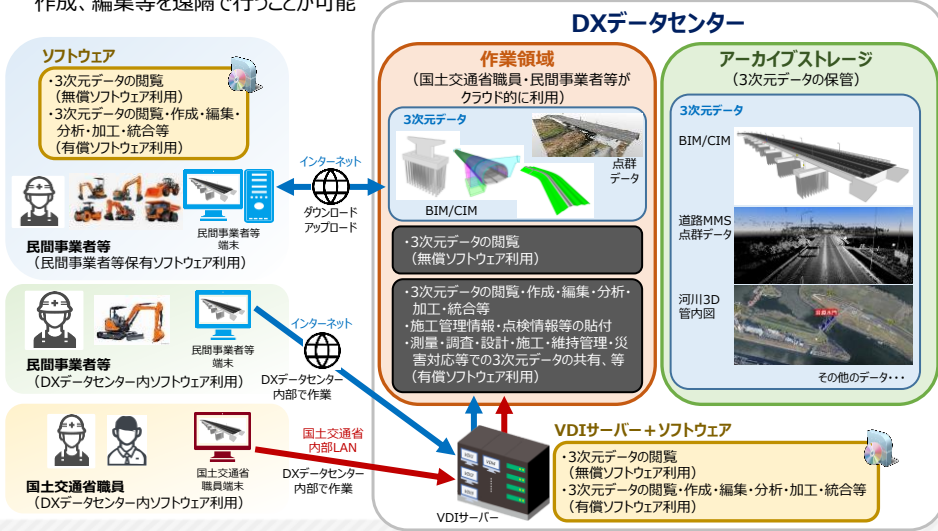 作成、編集等を遠隔で行うことが可能
DXデータセンター
ソフトウェア
・3次元データの閲覧
（無償ソフトウェア利用）
・3次元データの閲覧・作成・編集・
分析・加工・統合等
（有償ソフトウェア利用）
民間事業者等
端末
民間事業者等
（民間事業者等保有ソフトウェア利用）
インターネット
ダウンロード
アップロード
作業領域
（国土交通省職員・民間事業者等が
クラウド的に利用）
3次元データ
点群
データ
BIM/CIM
・3次元データの閲覧
（無償ソフトウェア利用）
・3次元データの閲覧・作成・編集・分析・
加工・統合等
・施工管理情報・点検情報等の貼付
・測量・調査・設計・施工・維持管理・災
害対応等での3次元データの共有、等
（有償ソフトウェア利用）
アーカイブストレージ
（3次元データの保管）
3次元データ
BIM/CIM
道路MMS
点群データ
河川3D
管内図
その他のデータ・・・
民間事業者等
端末
民間事業者等
（DXデータセンター内ソフトウェア利用）
インターネット
DXデータセンター
内部で作業
国土交通省
職員端末
国土交通省職員
（DXデータセンター内ソフトウェア利用）
国土交通省
内部LAN
DXデータセンター
内部で作業
VDIサーバー
VDIサーバー＋ソフトウェア
・3次元データの閲覧
（無償ソフトウェア利用）
・3次元データの閲覧・作成・編集・分析・加工・統合等
（有償ソフトウェア利用）